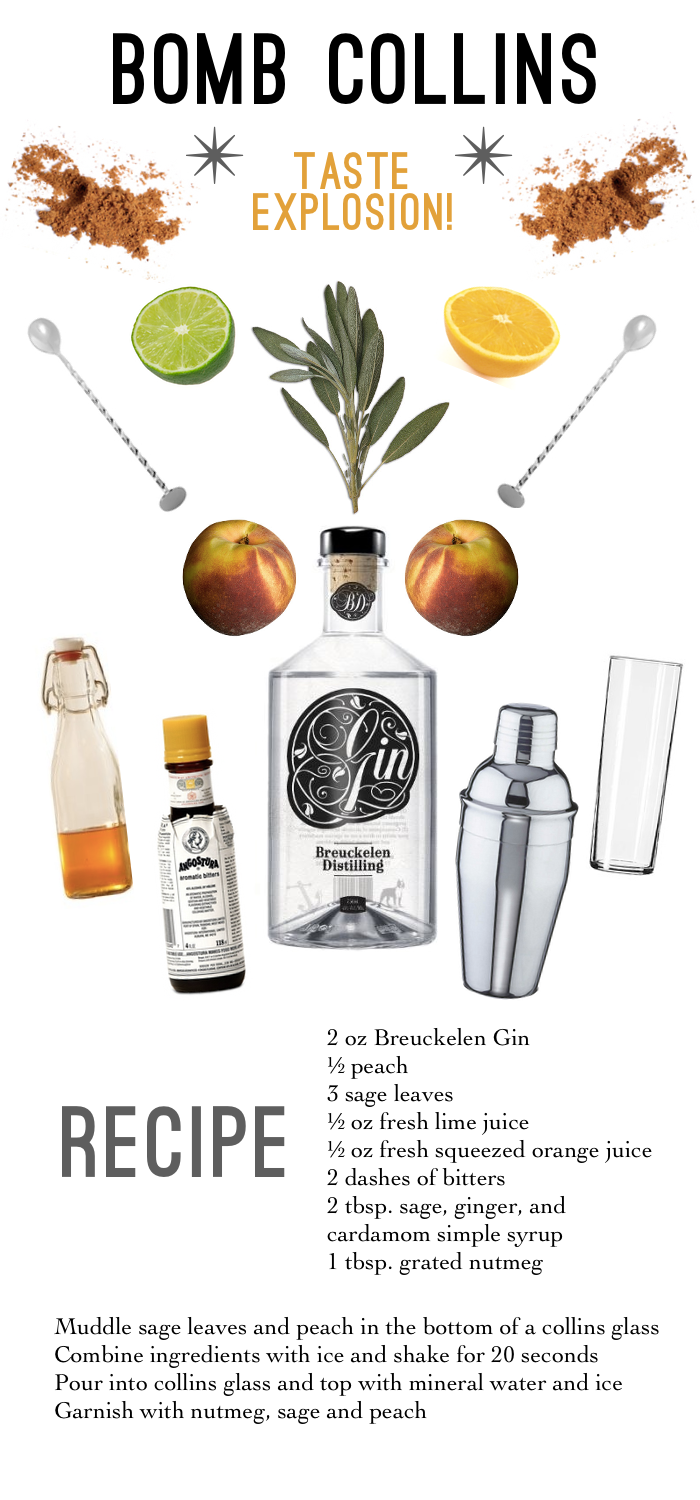 BOMB COLLINS
TASTE
EXPLOSION!
BD
Gin
Breuckelen
Distilling
ANGOSTURA
aromatic bitters
RECIPE
2 oz Breuckelen Gin
½ peach
3 sage leaves
½ oz fresh lime juice
½ oz fresh squeezed orange juice
2 dashes of bitters
2 tbsp. sage, ginger, and
cardamom simple syrup
1 tbsp. grated nutmeg
Muddle sage leaves and peach in the bottom of a collins glass
Combine ingredients with ice and shake for 20 seconds
Pour into collins glass and top with mineral water and ice
Garnish with nutmeg, sage and peach